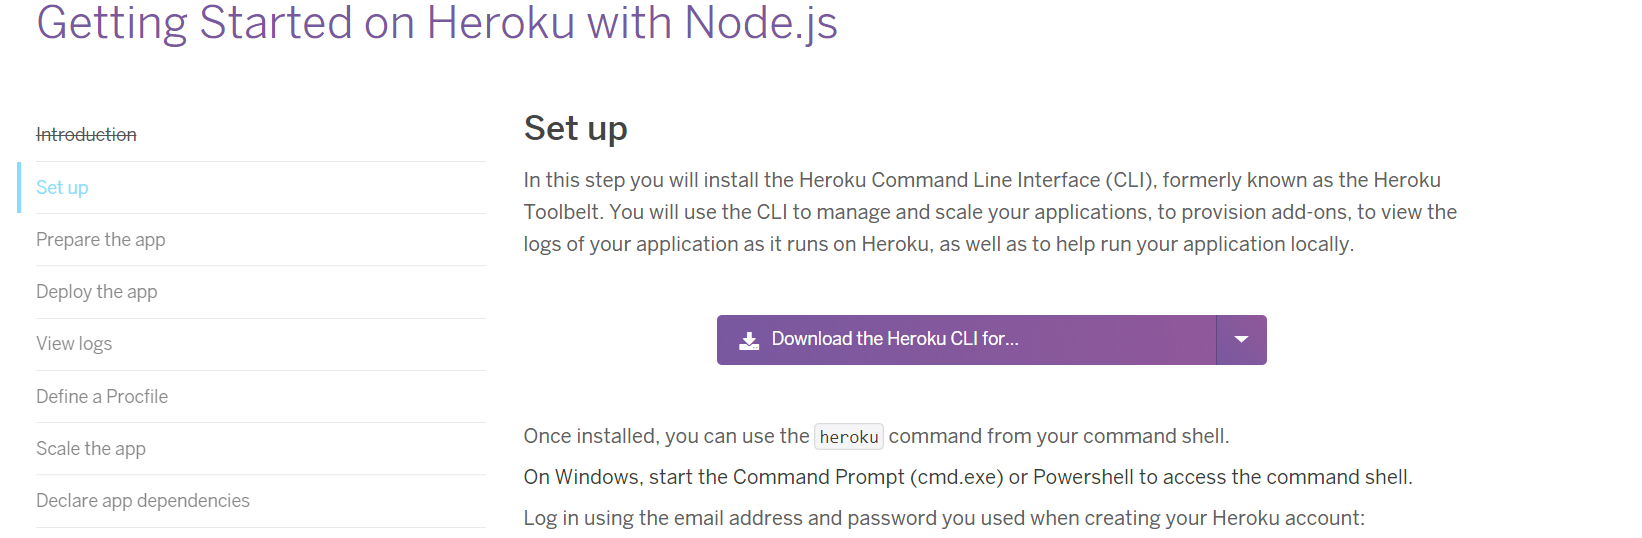 Getting Started on Heroku with Node.js
Introduction
Set up
Prepare the app
Deploy the app
View logs
Define a Procfile
Scale the app
Declare app dependencies
Set up
In this step you will install the Heroku Command Line Interface (CLI), formerly known as the Heroku
Toolbelt. You will use the CLI to manage and scale your applications, to provision add-ons, to view the
logs of your application as it runs on Heroku, as well as to help run your application locally.
Download the Heroku CLI for...
Once installed, you can use the heroku command from your command shell.
On Windows, start the Command Prompt (cmd.exe) or Powershell to access the command shell.
Log in using the email address and password you used when creating your Heroku account: